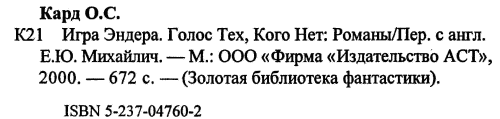 Кард О.С.
К21 Игра Эндера. Голос Тех, Кого Нет: Романы/Пер. с англ.
Е.Ю. Михайлич. — М.: ООО «Фирма «Издательство АСТ»,
2000. — 672 с. — (Золотая библиотека фантастики).
ISBN 5-237-04760-2